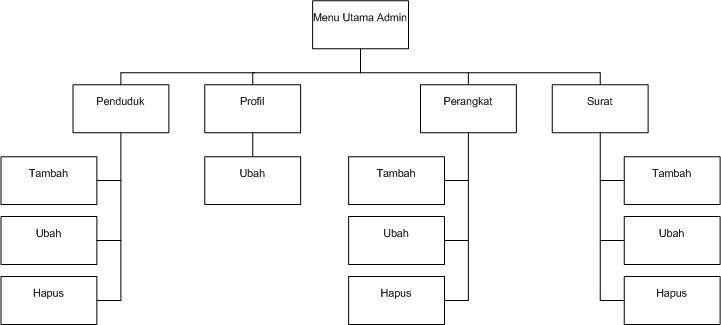 Menu Utama Admin
Penduduk
Profil
Perangkat
Surat
Tambah
Ubah
Tambah
Tambah
Ubah
Ubah
Ubah
Hapus
Hapus
Hapus